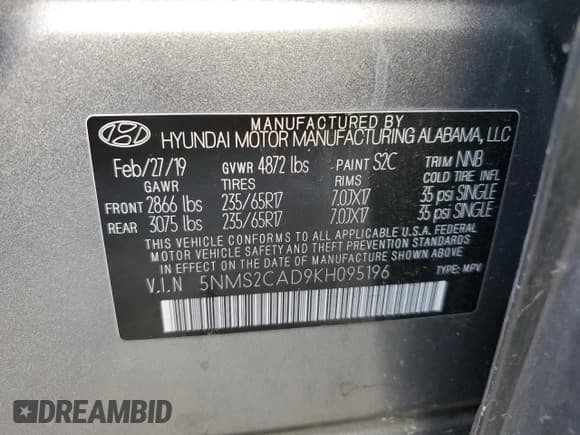 MANUFACTURED BY
HYUNDAI MOTOR MANUFACTURING ALABAMA, LLC
Feb/27/19 GVWR 4872 lbs PAINT S2C TRIM NNB
GAWR TIRES RIMS COLD TIRE INFL
FRONT 2866 lbs 235/65R17 7.0JX17 35 psi SINGLE
REAR 3075 lbs 235/65R17 7.0JX17 35 psi SINGLE
THIS VEHICLE CONFORMS TO ALL APPLICABLE U.S.A. FEDERAL
MOTOR VEHICLE SAFETY AND THEFT PREVENTION STANDARDS
IN EFFECT ON THE DATE OF MANUFACTURE SHOWN ABOVE.
V.I.N 5NMS2CAD9KH095196 TYPE: MPV
DREAMBID